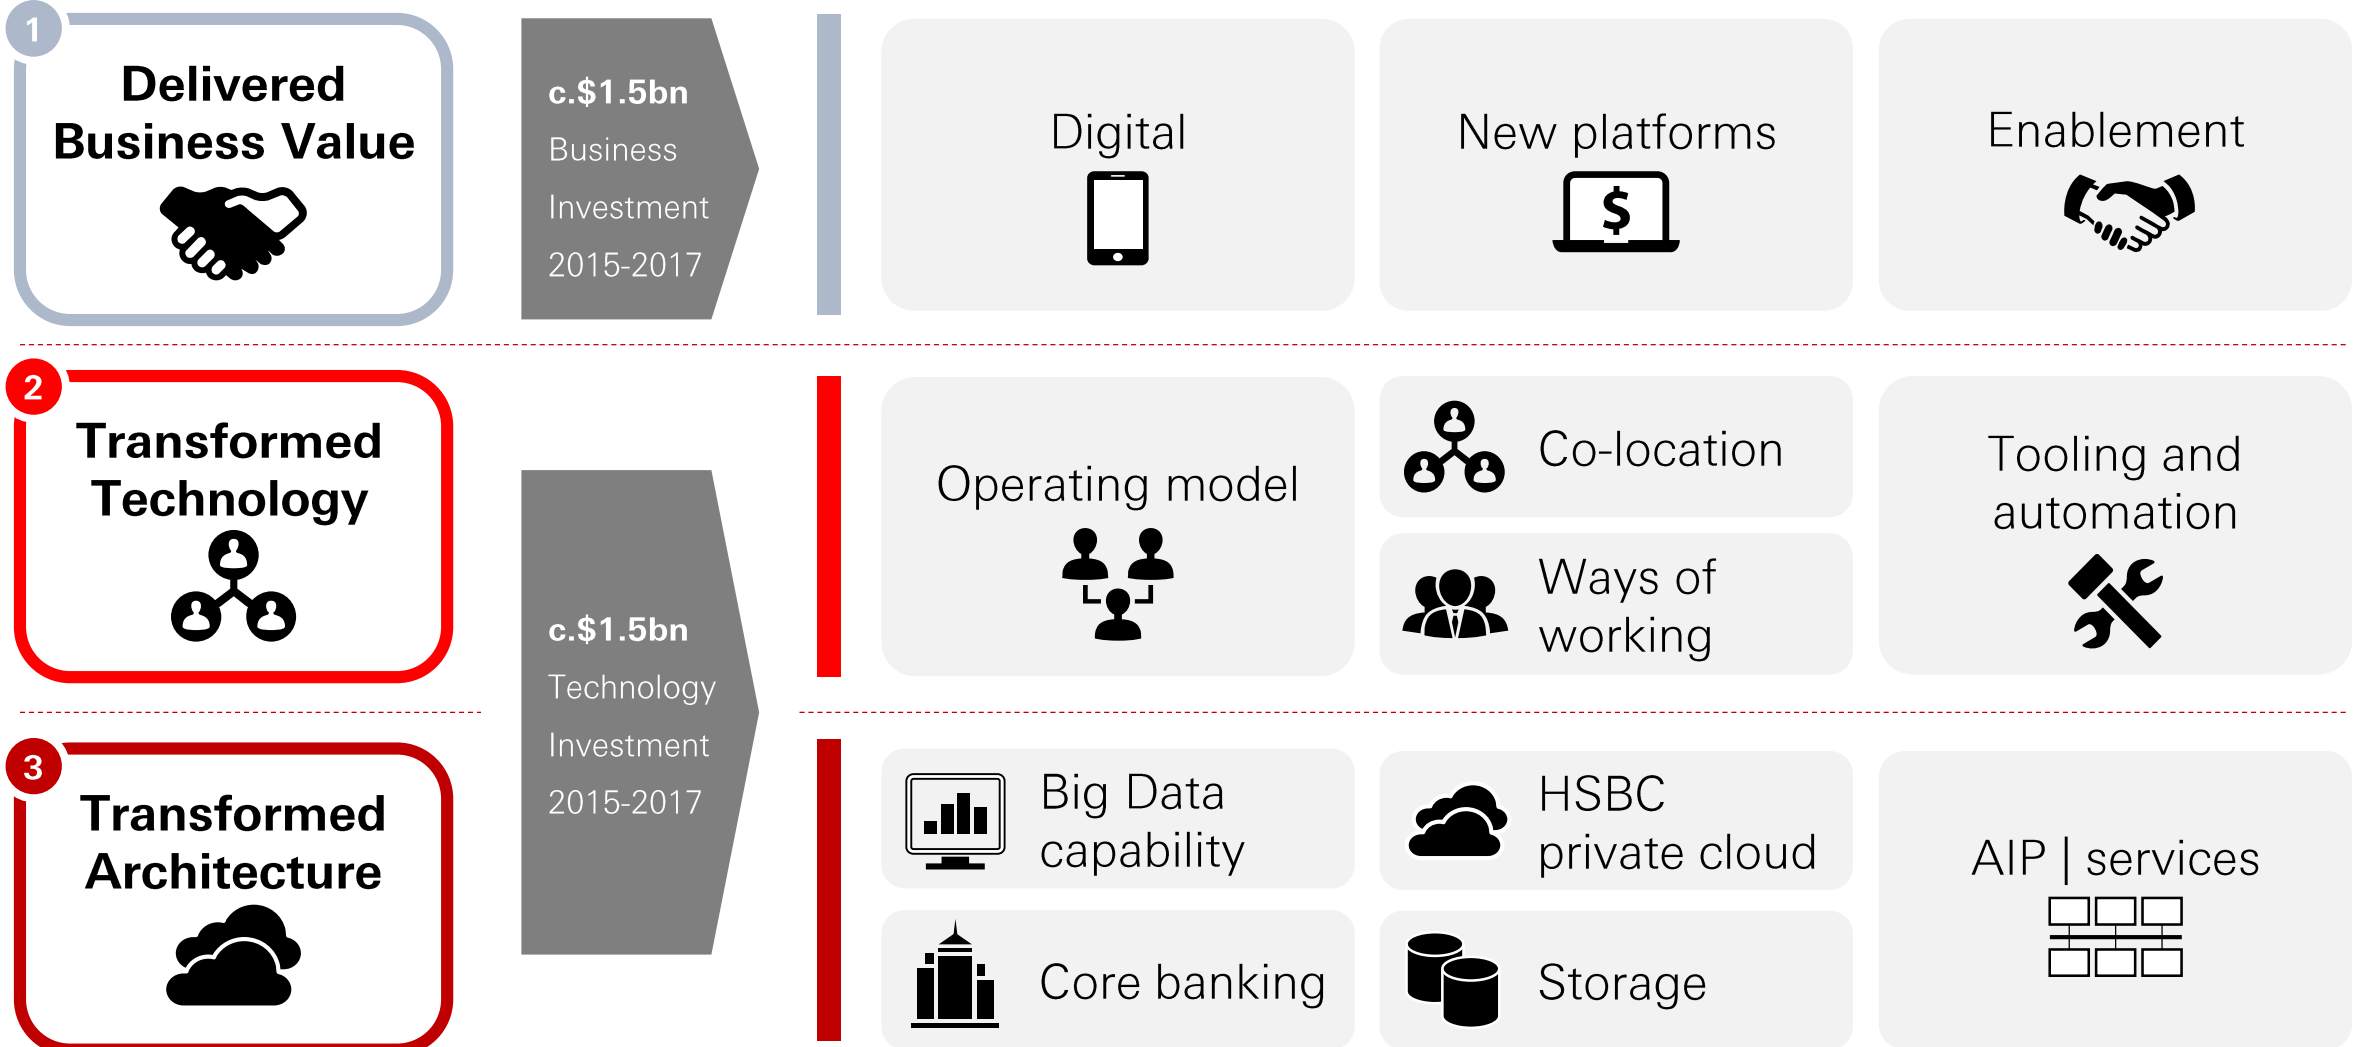 1
Delivered
Business Value
c.$1.5bn
Business
Investment
2015-2017
Digital
New platforms
$
Enablement
2
Transformed
Technology
c.$1.5bn
Technology
Investment
2015-2017
Operating model
Co-location
Ways of
working
Tooling and
automation
3
Transformed
Architecture
Big Data
capability
HSBC
private cloud
AIP | services
Core banking
Storage